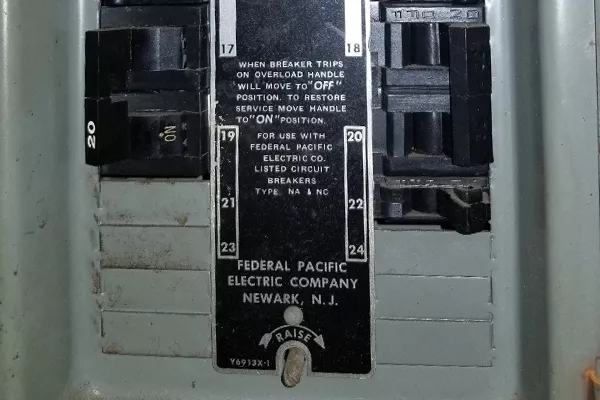 17
18
WHEN BREAKER TRIPS
ON OVERLOAD HANDLE
WILL MOVE TO "OFF"
POSITION. TO RESTORE
SERVICE MOVE HANDLE
TO "ON" POSITION.
19
20
FOR USE WITH
FEDERAL PACIFIC
ELECTRIC CO.
LISTED CIRCUIT
BREAKERS
TYPE NA & NC
21
22
23
24
FEDERAL PACIFIC
ELECTRIC COMPANY
NEWARK, N. J.
RAISE
Y6913X-1
20
ON
20